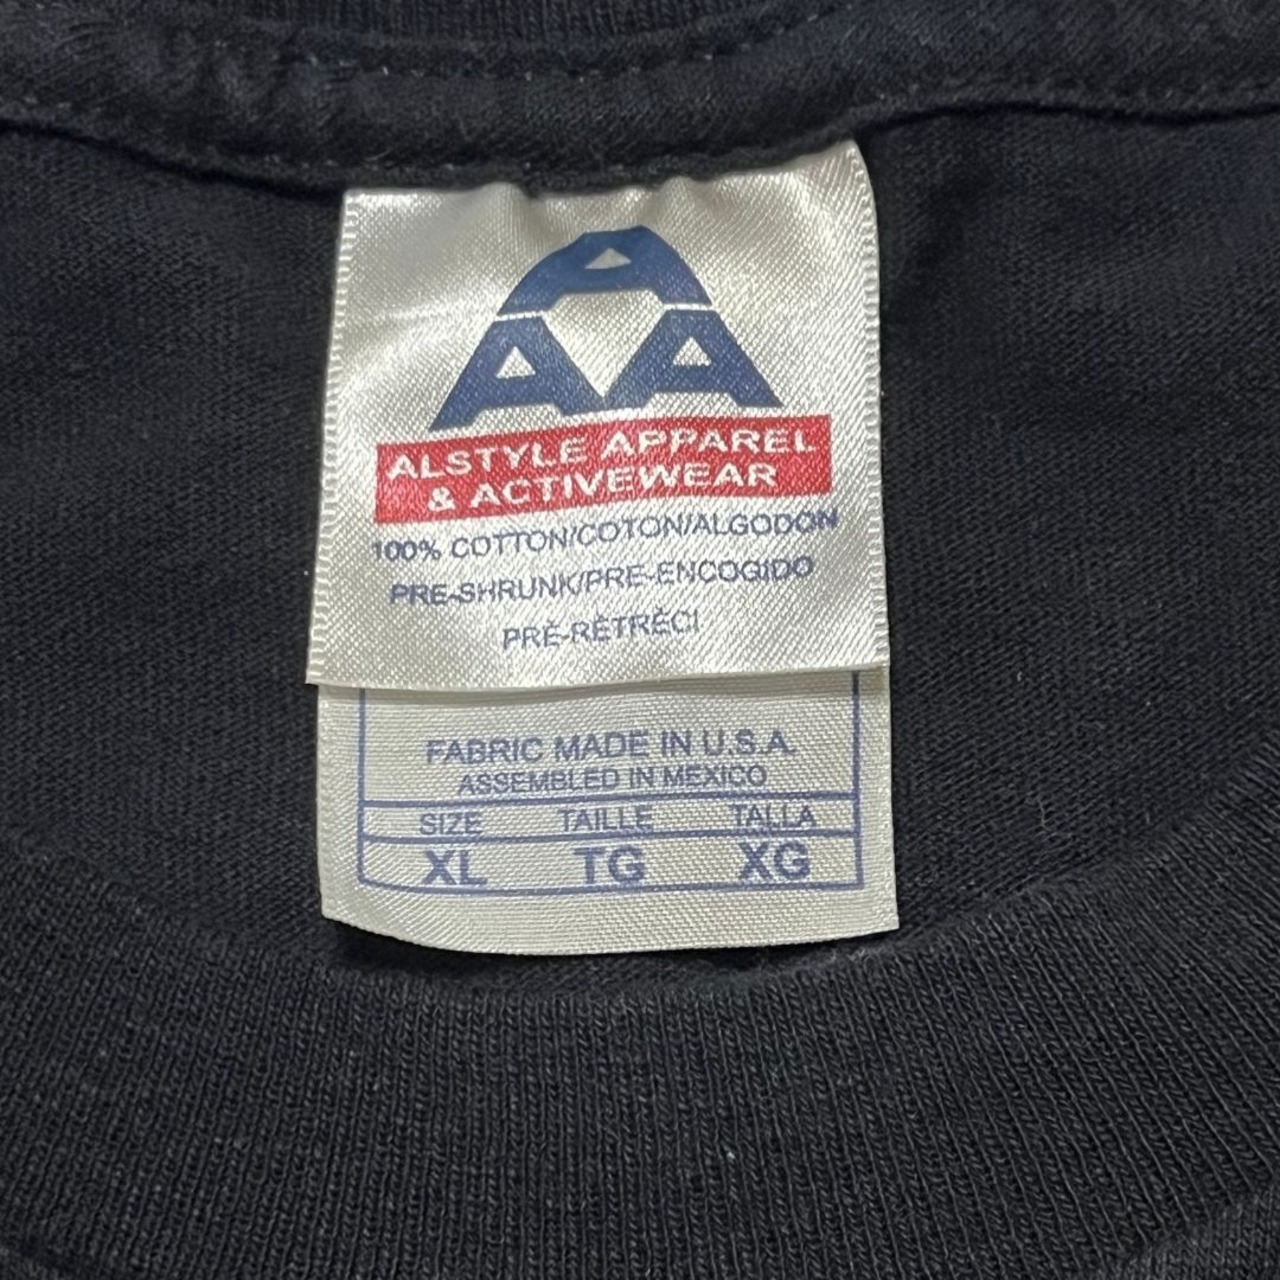 A
AA
ALSTYLE APPAREL
& ACTIVEWEAR
100% COTTON/COTON/ALGODON
PRE-SHRUNK/PRE-ENCOGIDO
PRÉ-RÉTRÉCI
FABRIC MADE IN U.S.A.
ASSEMBLED IN MEXICO
SIZE TAILLE TALLA
XL TG XG